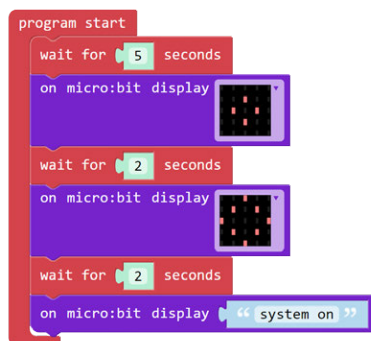 program start
wait for 5 seconds
on micro:bit display
wait for 2 seconds
on micro:bit display
wait for 2 seconds
on micro:bit display “ system on ”